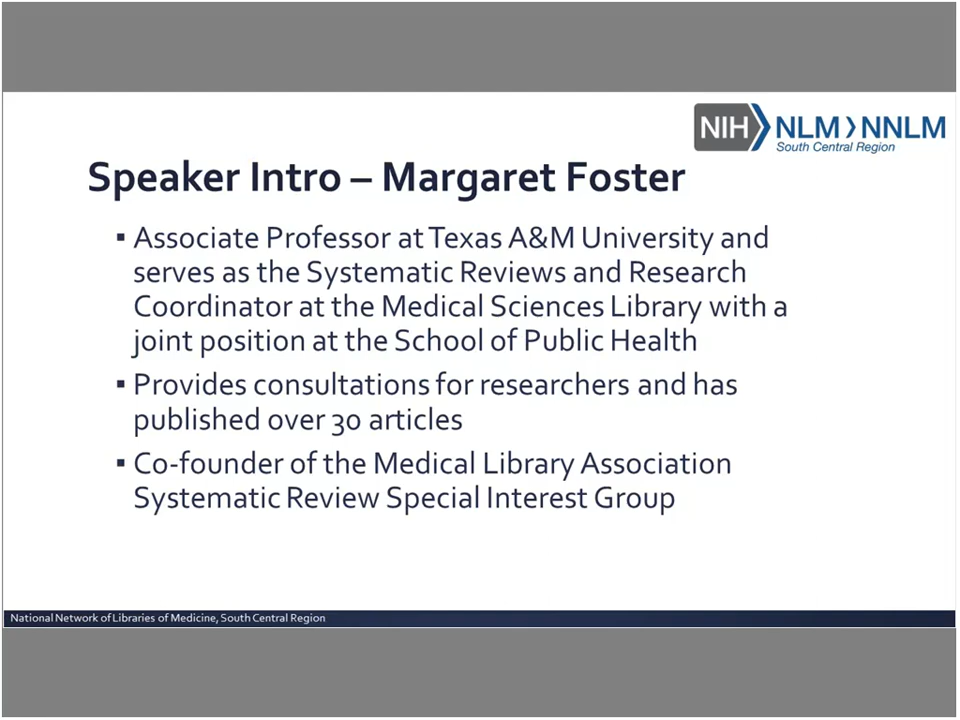 NIH NLM NNLM
South Central Region
Speaker Intro – Margaret Foster
▪ Associate Professor at Texas A&M University and
serves as the Systematic Reviews and Research
Coordinator at the Medical Sciences Library with a
joint position at the School of Public Health
▪ Provides consultations for researchers and has
published over 30 articles
▪ Co-founder of the Medical Library Association
Systematic Review Special Interest Group
National Network of Libraries of Medicine, South Central Region